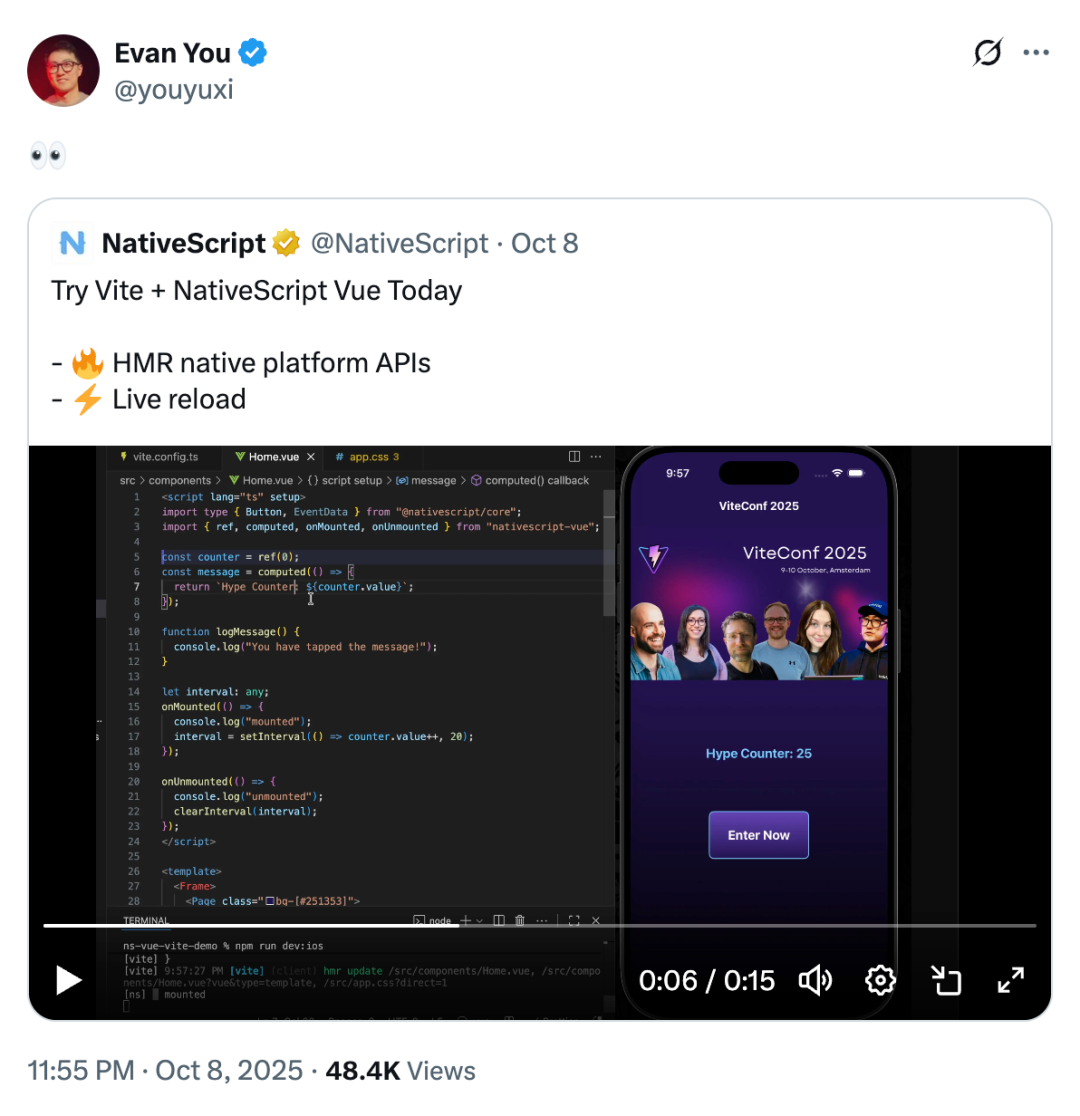 Evan You
@youyuxi
👀
NativeScript @NativeScript · Oct 8
Try Vite + NativeScript Vue Today
- 🔥 HMR native platform APIs
- ⚡ Live reload
vite.config.ts Home.vue × # app.css 3 ···
src > components > Home.vue > {} script setup > message > computed() callback
1 <script lang="ts" setup>
2 import type { Button, EventData } from "@nativescript/core";
3 import { ref, computed, onMounted, onUnmounted } from "nativescript-vue";
4
5 const counter = ref(0);
6 const message = computed(() => {
7 return `Hype Counter: ${counter.value}`;
8 });
9
10 function logMessage() {
11 console.log("You have tapped the message!");
12 }
13
14 let interval: any;
15 onMounted(() => {
16 console.log("mounted");
17 interval = setInterval(() => counter.value++, 20);
18 });
19
20 onUnmounted(() => {
21 console.log("unmounted");
22 clearInterval(interval);
23 });
24 </script>
25
26 <template>
27 <Frame>
28 <Page class="bg-[#251353]">
TERMINAL node
ns-vue-vite-demo % npm run dev:ios
[vite] }
[vite] 9:57:27 PM [vite] (client) hmr update /src/components/Home.vue, /src/compo
nents/Home.vue?vue&type=template, /src/app.css?direct=1
[ns] mounted
9:57
ViteConf 2025
ViteConf 2025
9-10 October, Amsterdam
Hype Counter: 25
Enter Now
0:06 / 0:15
11:55 PM · Oct 8, 2025 · 48.4K Views